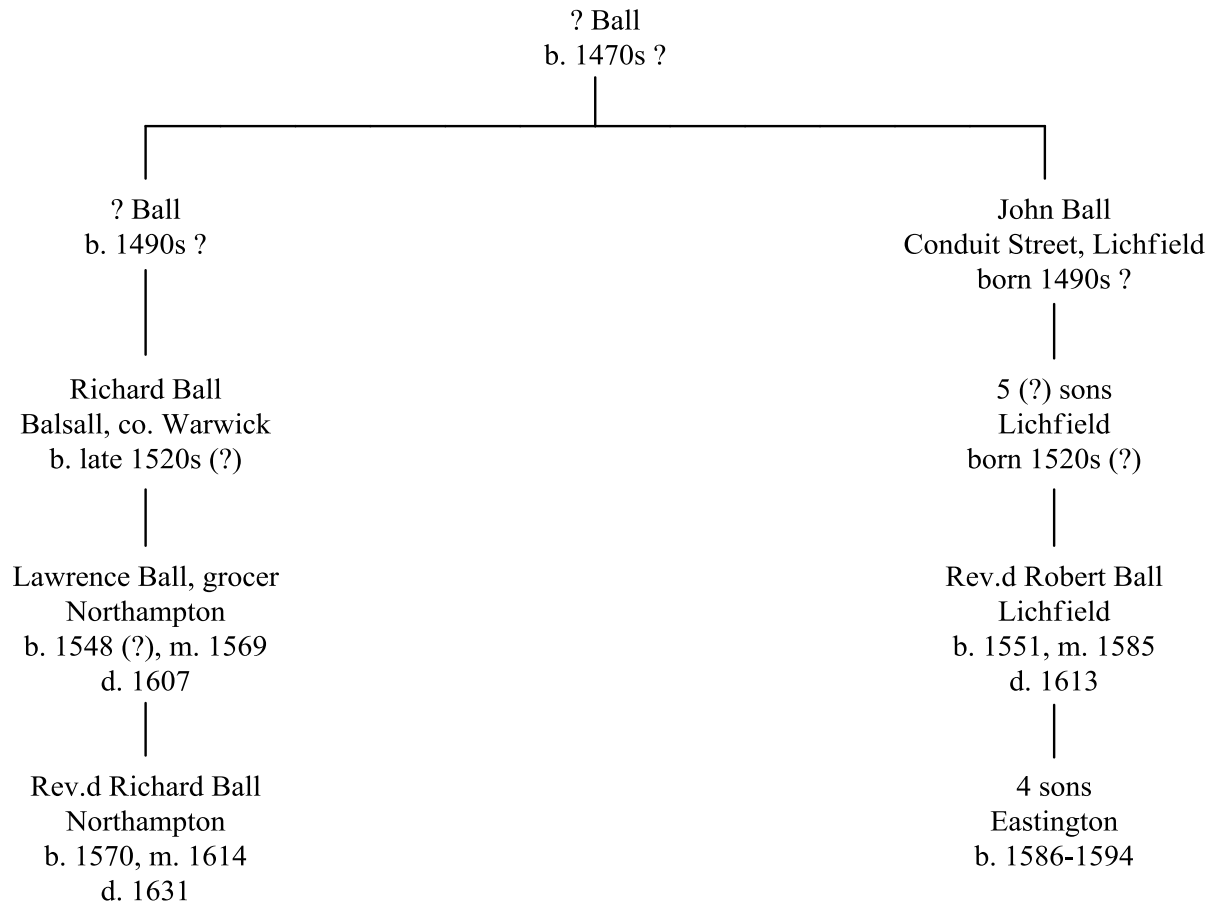 ? Ball
b. 1470s ?
? Ball
b. 1490s ?
John Ball
Conduit Street, Lichfield
born 1490s ?
Richard Ball
Balsall, co. Warwick
b. late 1520s (?)
5 (?) sons
Lichfield
born 1520s (?)
Lawrence Ball, grocer
Northampton
b. 1548 (?), m. 1569
d. 1607
Rev.d Robert Ball
Lichfield
b. 1551, m. 1585
d. 1613
Rev.d Richard Ball
Northampton
b. 1570, m. 1614
d. 1631
4 sons
Eastington
b. 1586-1594